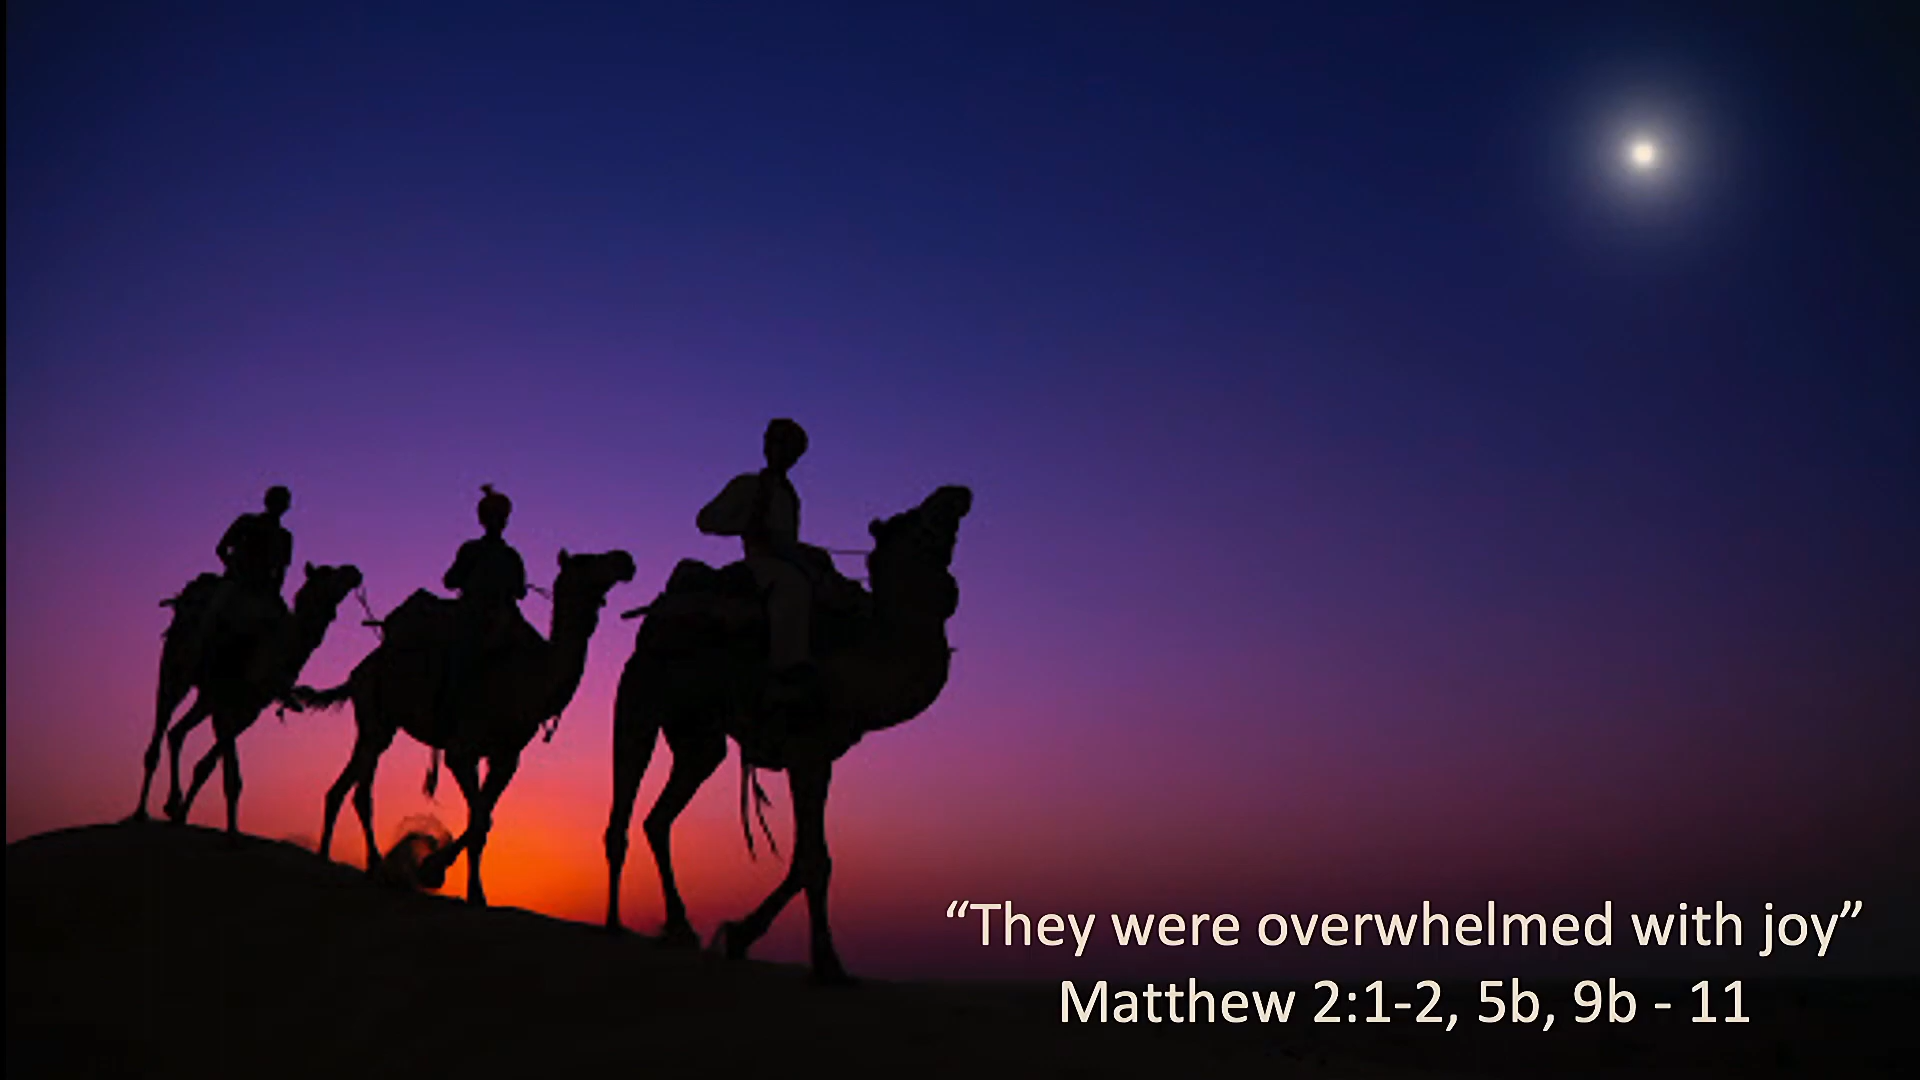 “They were overwhelmed with joy”
Matthew 2:1-2, 5b, 9b - 11